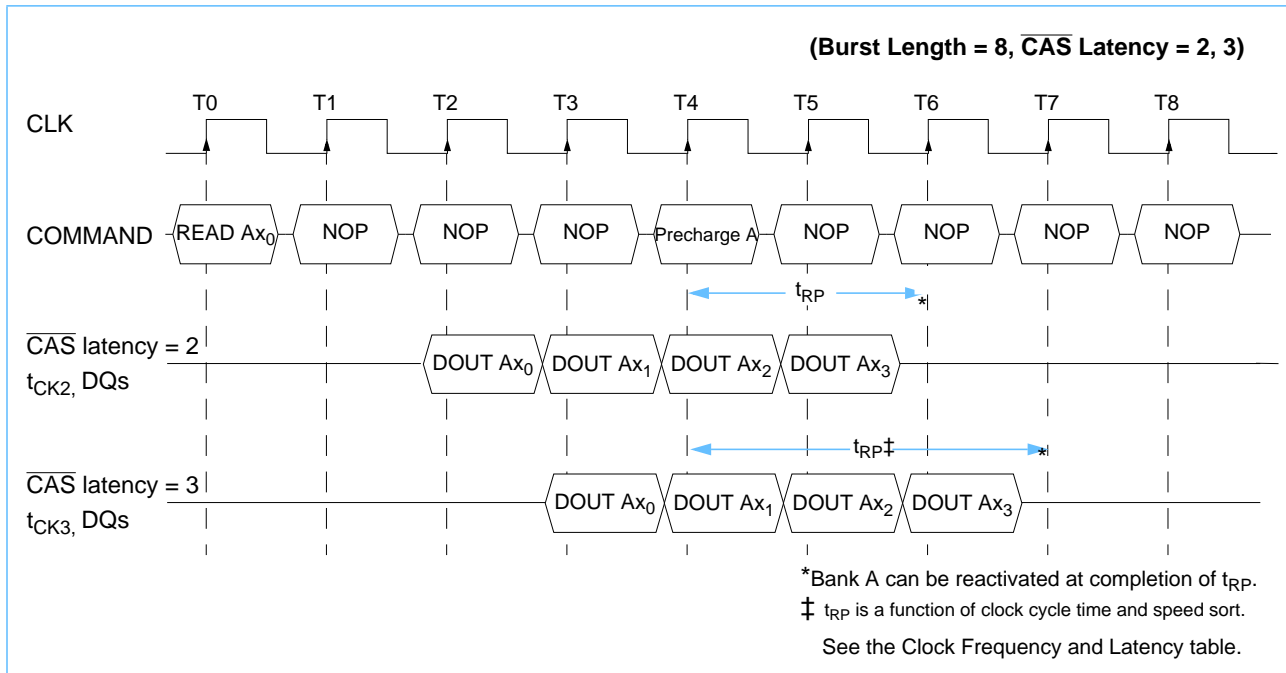 (Burst Length = 8, CAS Latency = 2, 3)
T0 T1 T2 T3 T4 T5 T6 T7 T8
CLK
COMMAND READ Ax0 NOP NOP NOP Precharge A NOP NOP NOP NOP
tRP *
CAS latency = 2
tCK2, DQs
DOUT Ax0 DOUT Ax1 DOUT Ax2 DOUT Ax3
tRP‡ *
CAS latency = 3
tCK3, DQs
DOUT Ax0 DOUT Ax1 DOUT Ax2 DOUT Ax3
*Bank A can be reactivated at completion of tRP.
‡ tRP is a function of clock cycle time and speed sort.
See the Clock Frequency and Latency table.